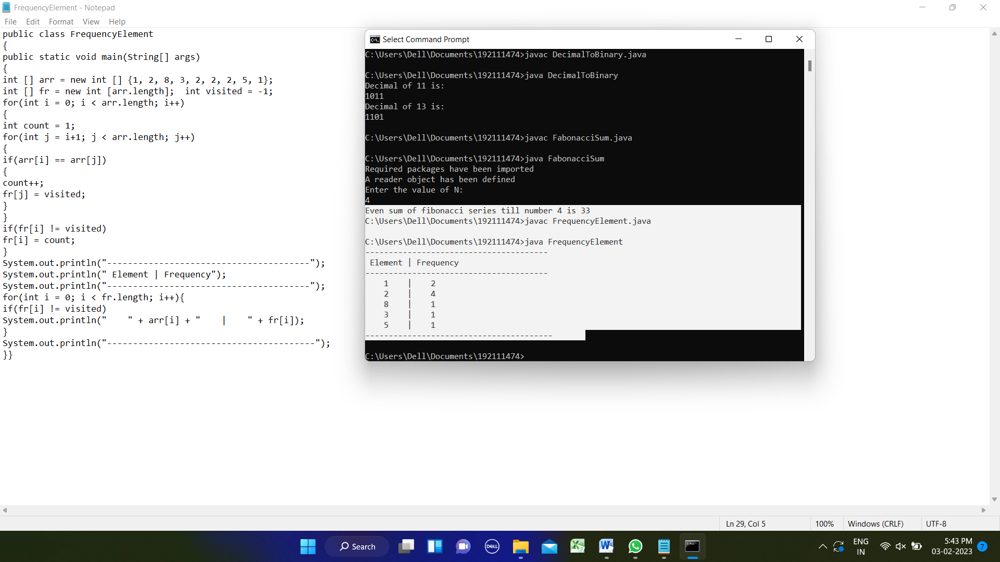 FrequencyElement - Notepad
File Edit Format View Help
public class FrequencyElement
{
public static void main(String[] args)
{
int [] arr = new int [] {1, 2, 8, 3, 2, 2, 2, 5, 1};
int [] fr = new int [arr.length];  int visited = -1;
for(int i = 0; i < arr.length; i++)
{
int count = 1;
for(int j = i+1; j < arr.length; j++)
{
if(arr[i] == arr[j])
{
count++;
fr[j] = visited;
}
}
if(fr[i] != visited)
fr[i] = count;
}
System.out.println("---------------------------------------");
System.out.println(" Element | Frequency");
System.out.println("---------------------------------------");
for(int i = 0; i < fr.length; i++){
if(fr[i] != visited)
System.out.println("    " + arr[i] + "    |    " + fr[i]);
}
System.out.println("----------------------------------------");
}}
Select Command Prompt
C:\Users\Dell\Documents\192111474>javac DecimalToBinary.java
C:\Users\Dell\Documents\192111474>java DecimalToBinary
Decimal of 11 is:
1011
Decimal of 13 is:
1101
C:\Users\Dell\Documents\192111474>javac FabonacciSum.java
C:\Users\Dell\Documents\192111474>java FabonacciSum
Required packages have been imported
A reader object has been defined
Enter the value of N:
4
Even sum of fibonacci series till number 4 is 33
C:\Users\Dell\Documents\192111474>javac FrequencyElement.java
C:\Users\Dell\Documents\192111474>java FrequencyElement
---------------------------------------
 Element | Frequency
---------------------------------------
    1    |    2
    2    |    4
    8    |    1
    3    |    1
    5    |    1
----------------------------------------
C:\Users\Dell\Documents\192111474>
Ln 29, Col 5 100% Windows (CRLF) UTF-8
Search
DELL
ENG
IN
5:43 PM
03-02-2023
7